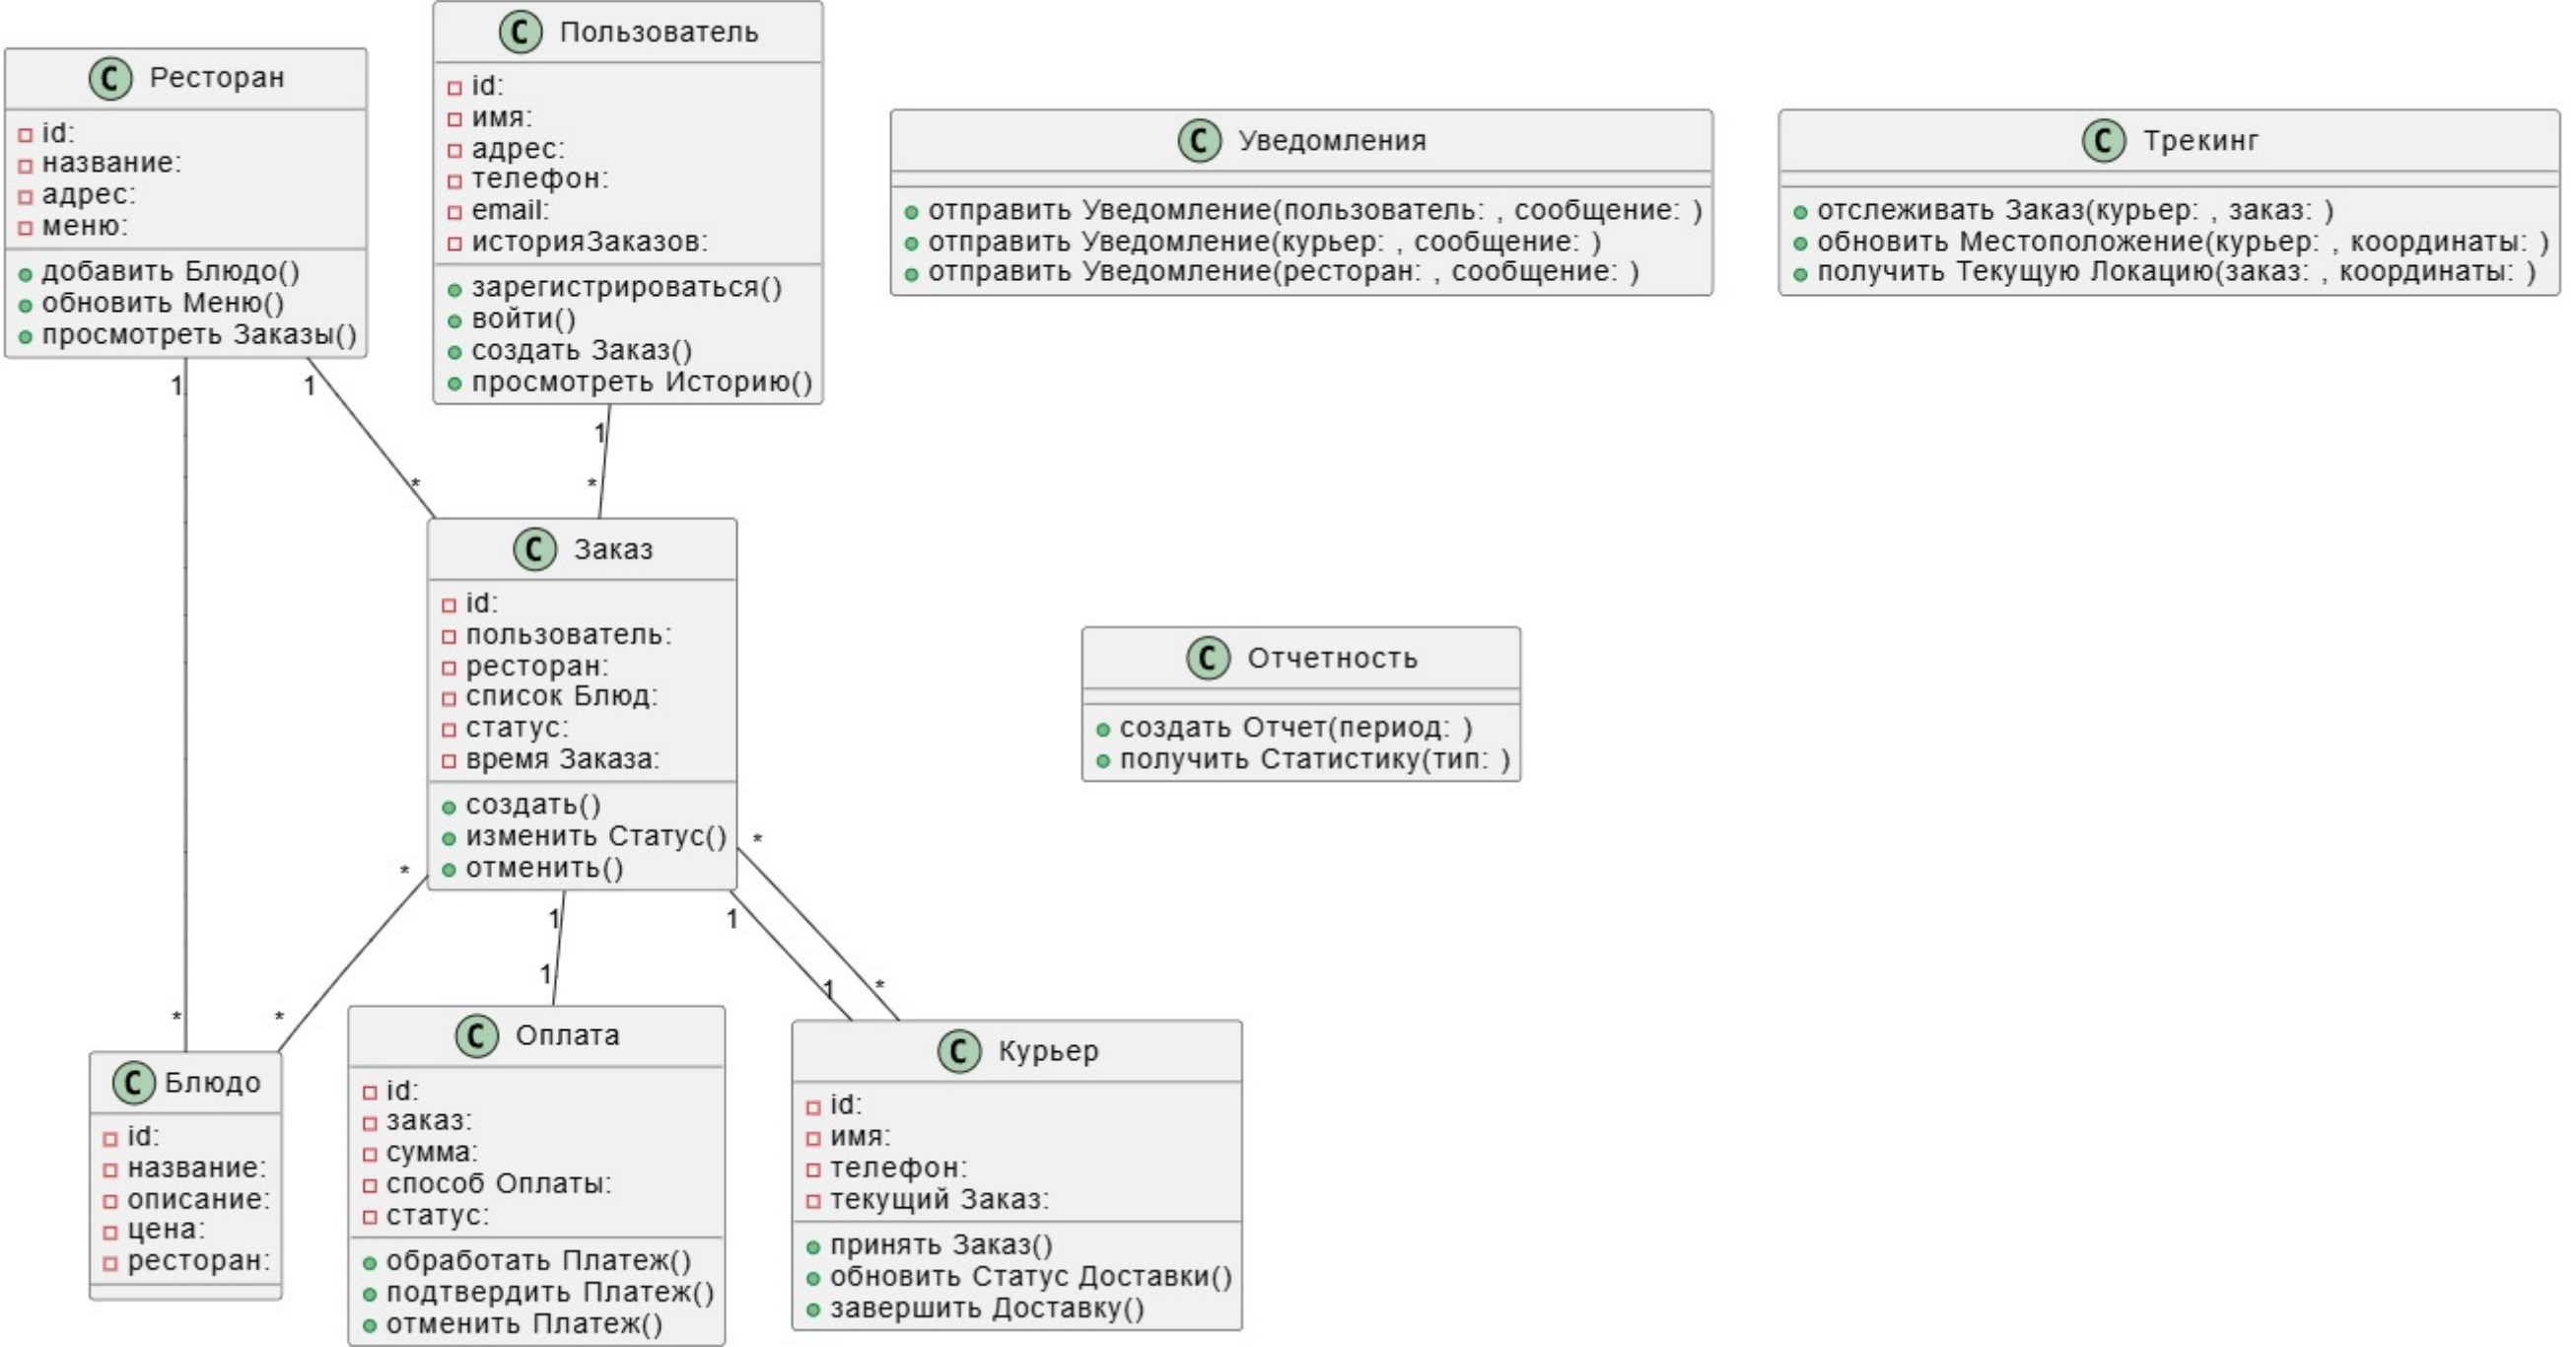 C Ресторан
id:
название:
адрес:
меню:
добавить Блюдо()
обновить Меню()
просмотреть Заказы()
C Пользователь
id:
имя:
адрес:
телефон:
email:
историяЗаказов:
зарегистрироваться()
войти()
создать Заказ()
просмотреть Историю()
C Уведомления
отправить Уведомление(пользователь: , сообщение: )
отправить Уведомление(курьер: , сообщение: )
отправить Уведомление(ресторан: , сообщение: )
C Трекинг
отслеживать Заказ(курьер: , заказ: )
обновить Местоположение(курьер: , координаты: )
получить Текущую Локацию(заказ: , координаты: )
1
1
1
*
*
C Заказ
id:
пользователь:
ресторан:
список Блюд:
статус:
время Заказа:
создать()
изменить Статус()
отменить()
C Отчетность
создать Отчет(период: )
получить Статистику(тип: )
*
*
1
1
1
1
*
*
*
C Блюдо
id:
название:
описание:
цена:
ресторан:
C Оплата
id:
заказ:
сумма:
способ Оплаты:
статус:
обработать Платеж()
подтвердить Платеж()
отменить Платеж()
C Курьер
id:
имя:
телефон:
текущий Заказ:
принять Заказ()
обновить Статус Доставки()
завершить Доставку()